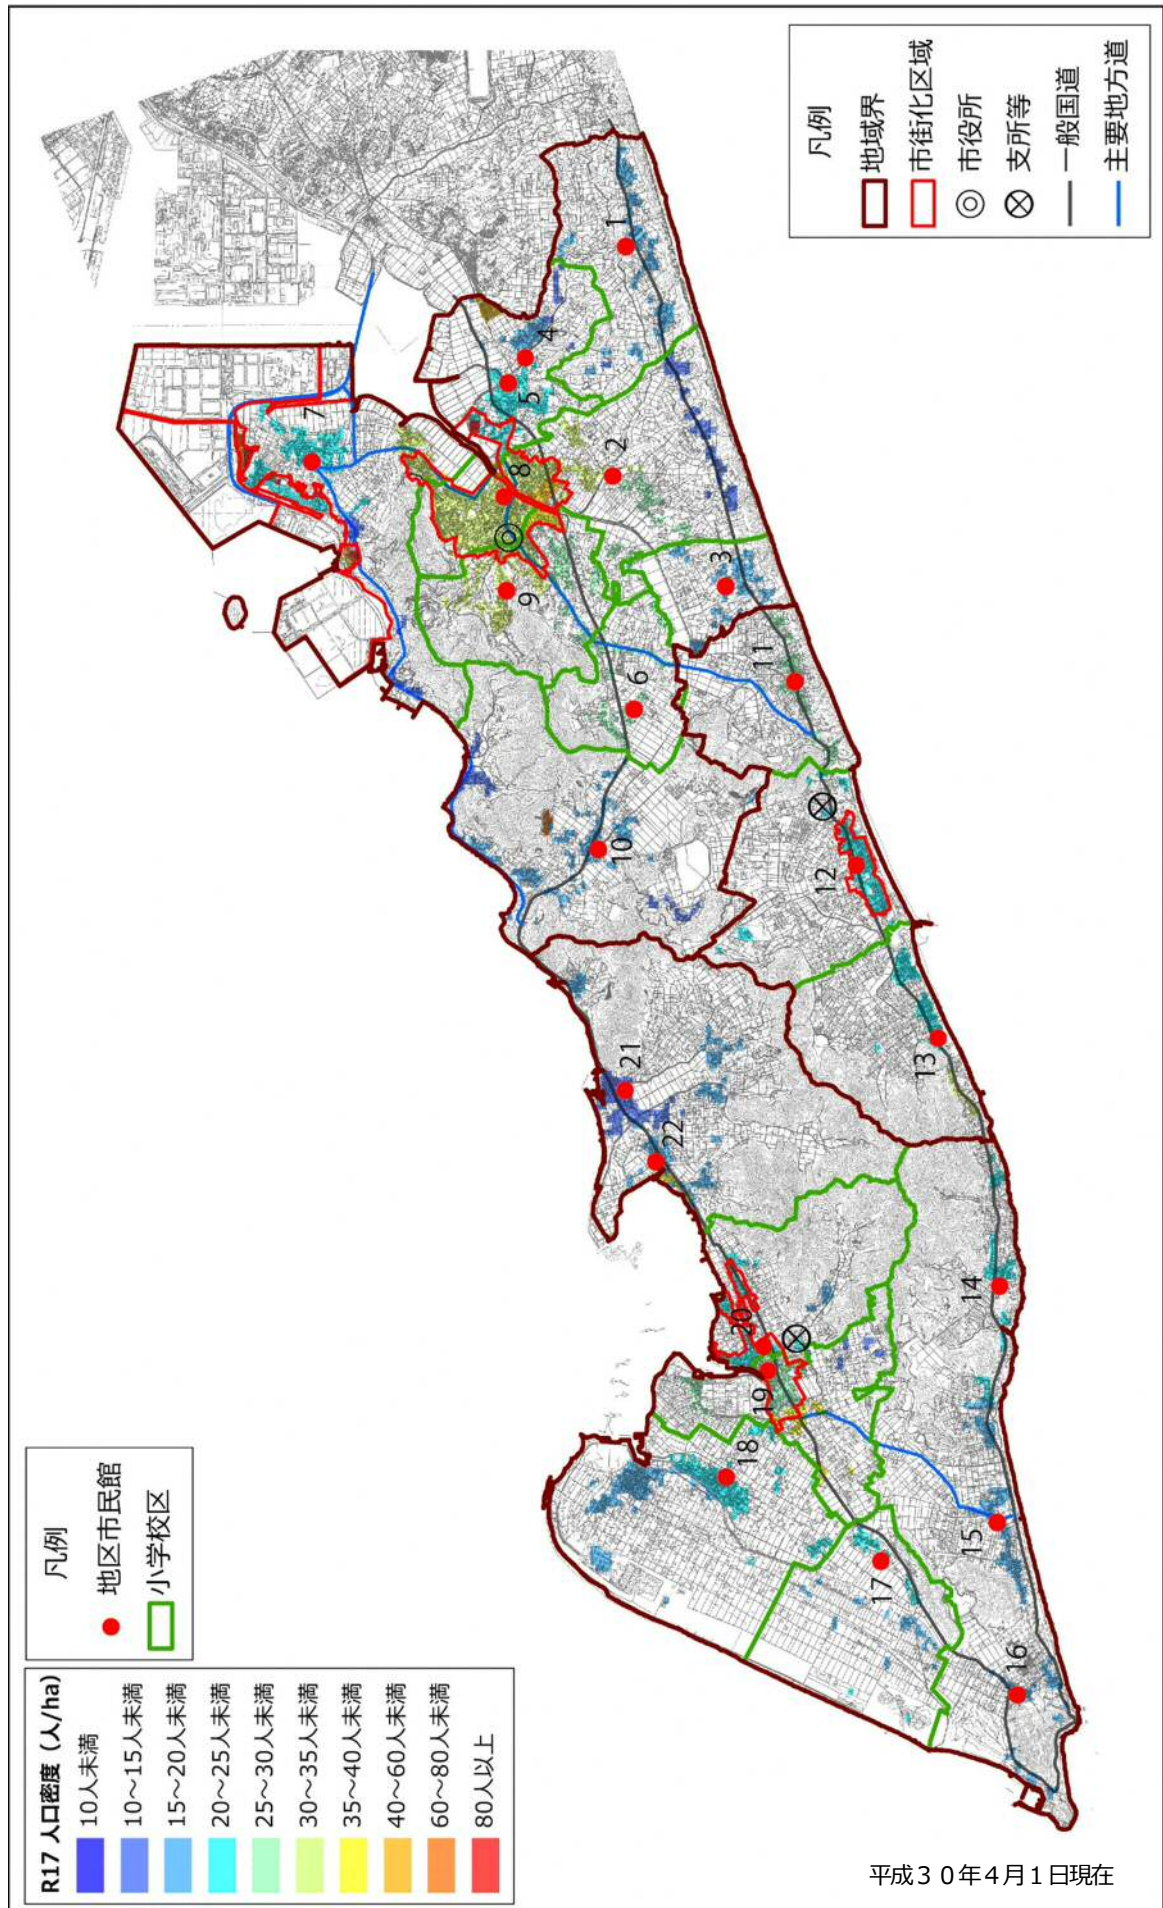 凡例
地域界
市街化区域
市役所
支所等
一般国道
主要地方道
凡例
地区市民館
小学校区
R17 人口密度 (人/ha)
10人未満
10~15人未満
15~20人未満
20~25人未満
25~30人未満
30~35人未満
35~40人未満
40~60人未満
60~80人未満
80人以上
1
2
3
4
5
6
7
8
9
10
11
12
13
14
15
16
17
18
19
20
21
22
平成30年4月1日現在